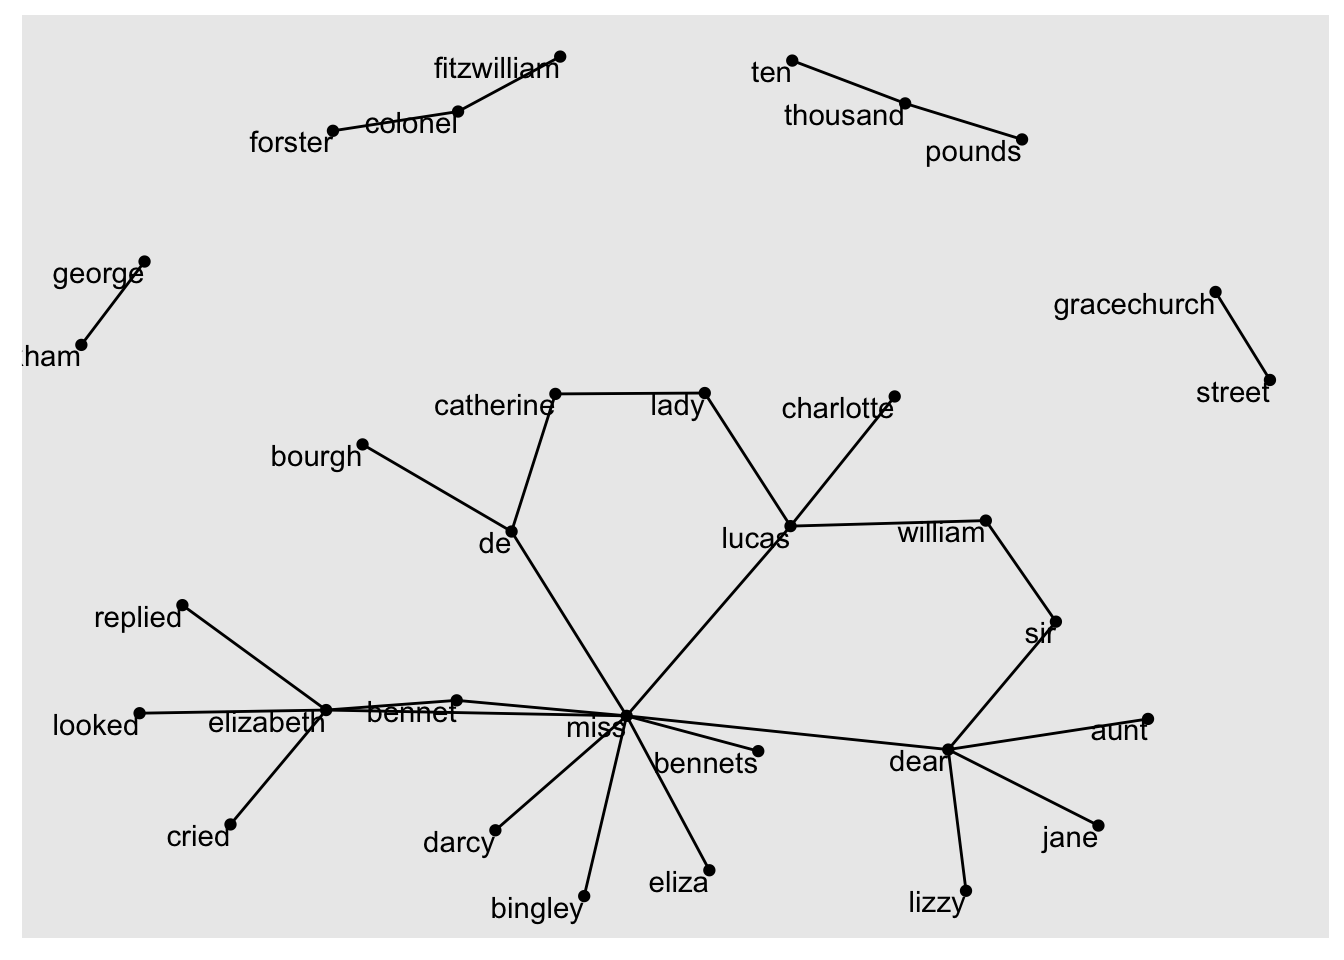 fitzwilliam
ten
colonel
thousand
forster
pounds
george
gracechurch
street
catherine
lady
charlotte
bourgh
de
lucas
william
replied
sir
looked
elizabeth
bennet
miss
aunt
bennets
dear
cried
darcy
jane
eliza
bingley
lizzy